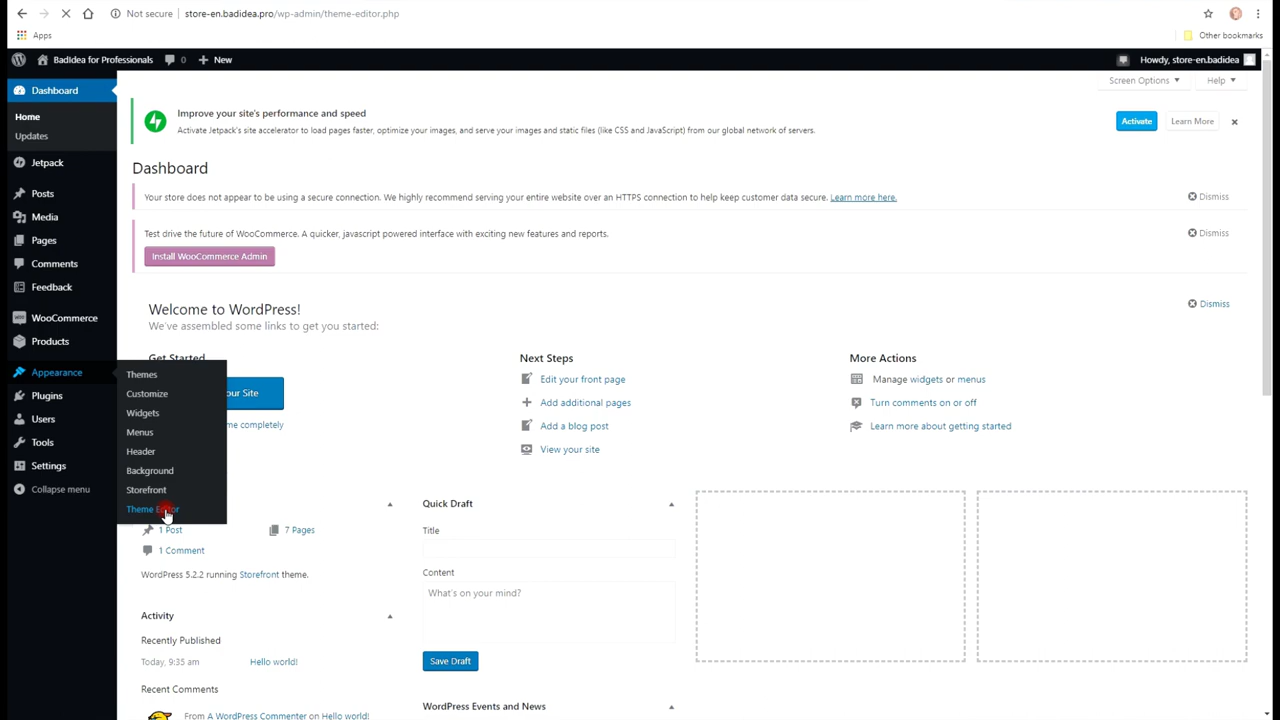 Not secure | store-en.badidea.pro/wp-admin/theme-editor.php
Apps
Other bookmarks
BadIdea for Professionals
0
New
Howdy, store-en.badidea
Dashboard
Home
Updates
Jetpack
Posts
Media
Pages
Comments
Feedback
WooCommerce
Products
Appearance
Plugins
Users
Tools
Settings
Collapse menu
Themes
Customize
Widgets
Menus
Header
Background
Storefront
Theme Editor
Screen Options
Help
Improve your site's performance and speed
Activate Jetpack's site accelerator to load pages faster, optimize your images, and serve your images and static files (like CSS and JavaScript) from our global network of servers.
Activate
Learn More
Dashboard
Your store does not appear to be using a secure connection. We highly recommend serving your entire website over an HTTPS connection to help keep customer data secure. Learn more here.
Dismiss
Test drive the future of WooCommerce. A quicker, javascript powered interface with exciting new features and reports.
Dismiss
Install WooCommerce Admin
Welcome to WordPress!
Dismiss
We've assembled some links to get you started:
Get Started
our Site
me completely
Next Steps
Edit your front page
Add additional pages
Add a blog post
View your site
More Actions
Manage widgets or menus
Turn comments on or off
Learn more about getting started
1 Post
7 Pages
1 Comment
WordPress 5.2.2 running Storefront theme.
Activity
Recently Published
Today, 9:35 am
Hello world!
Recent Comments
From A WordPress Commenter on Hello world!
Quick Draft
Title
Content
What's on your mind?
Save Draft
WordPress Events and News